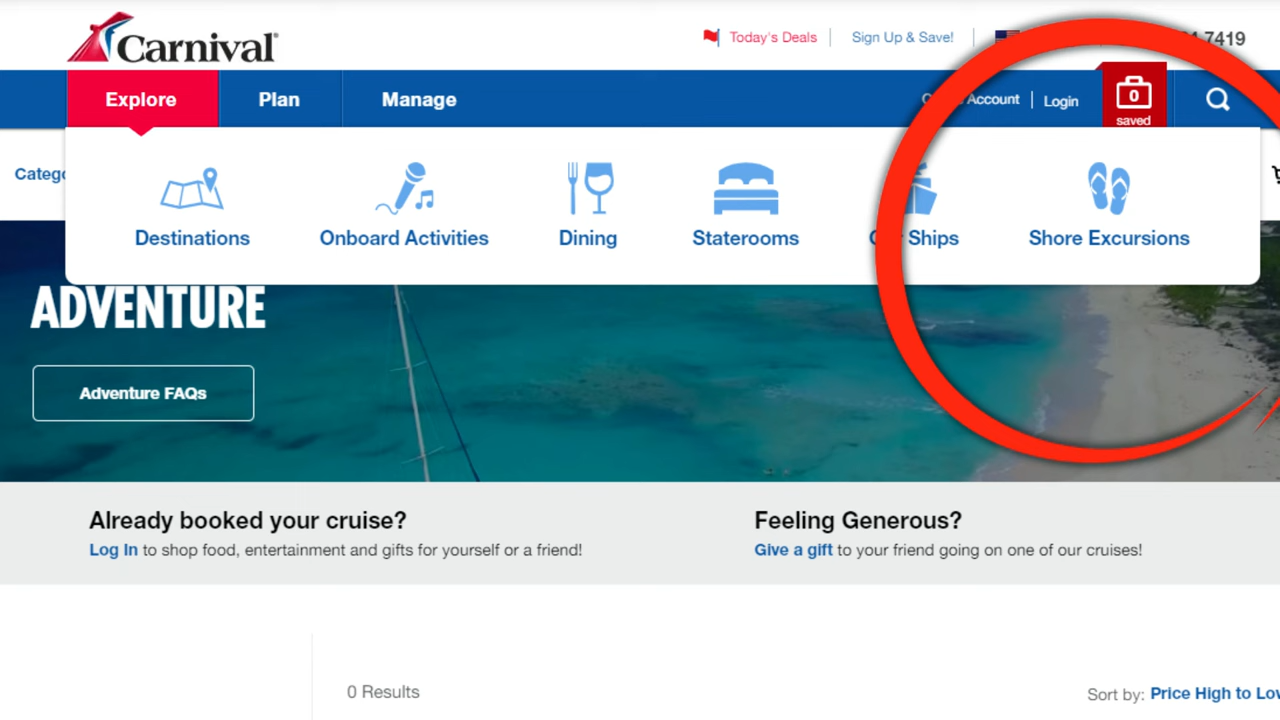 Carnival
Today's Deals
Sign Up & Save!
7419
Explore
Plan
Manage
Account
Login
0
saved
Destinations
Onboard Activities
Dining
Staterooms
Ships
Shore Excursions
ADVENTURE
Adventure FAQs
Already booked your cruise?
Log In to shop food, entertainment and gifts for yourself or a friend!
Feeling Generous?
Give a gift to your friend going on one of our cruises!
0 Results
Sort by: Price High to